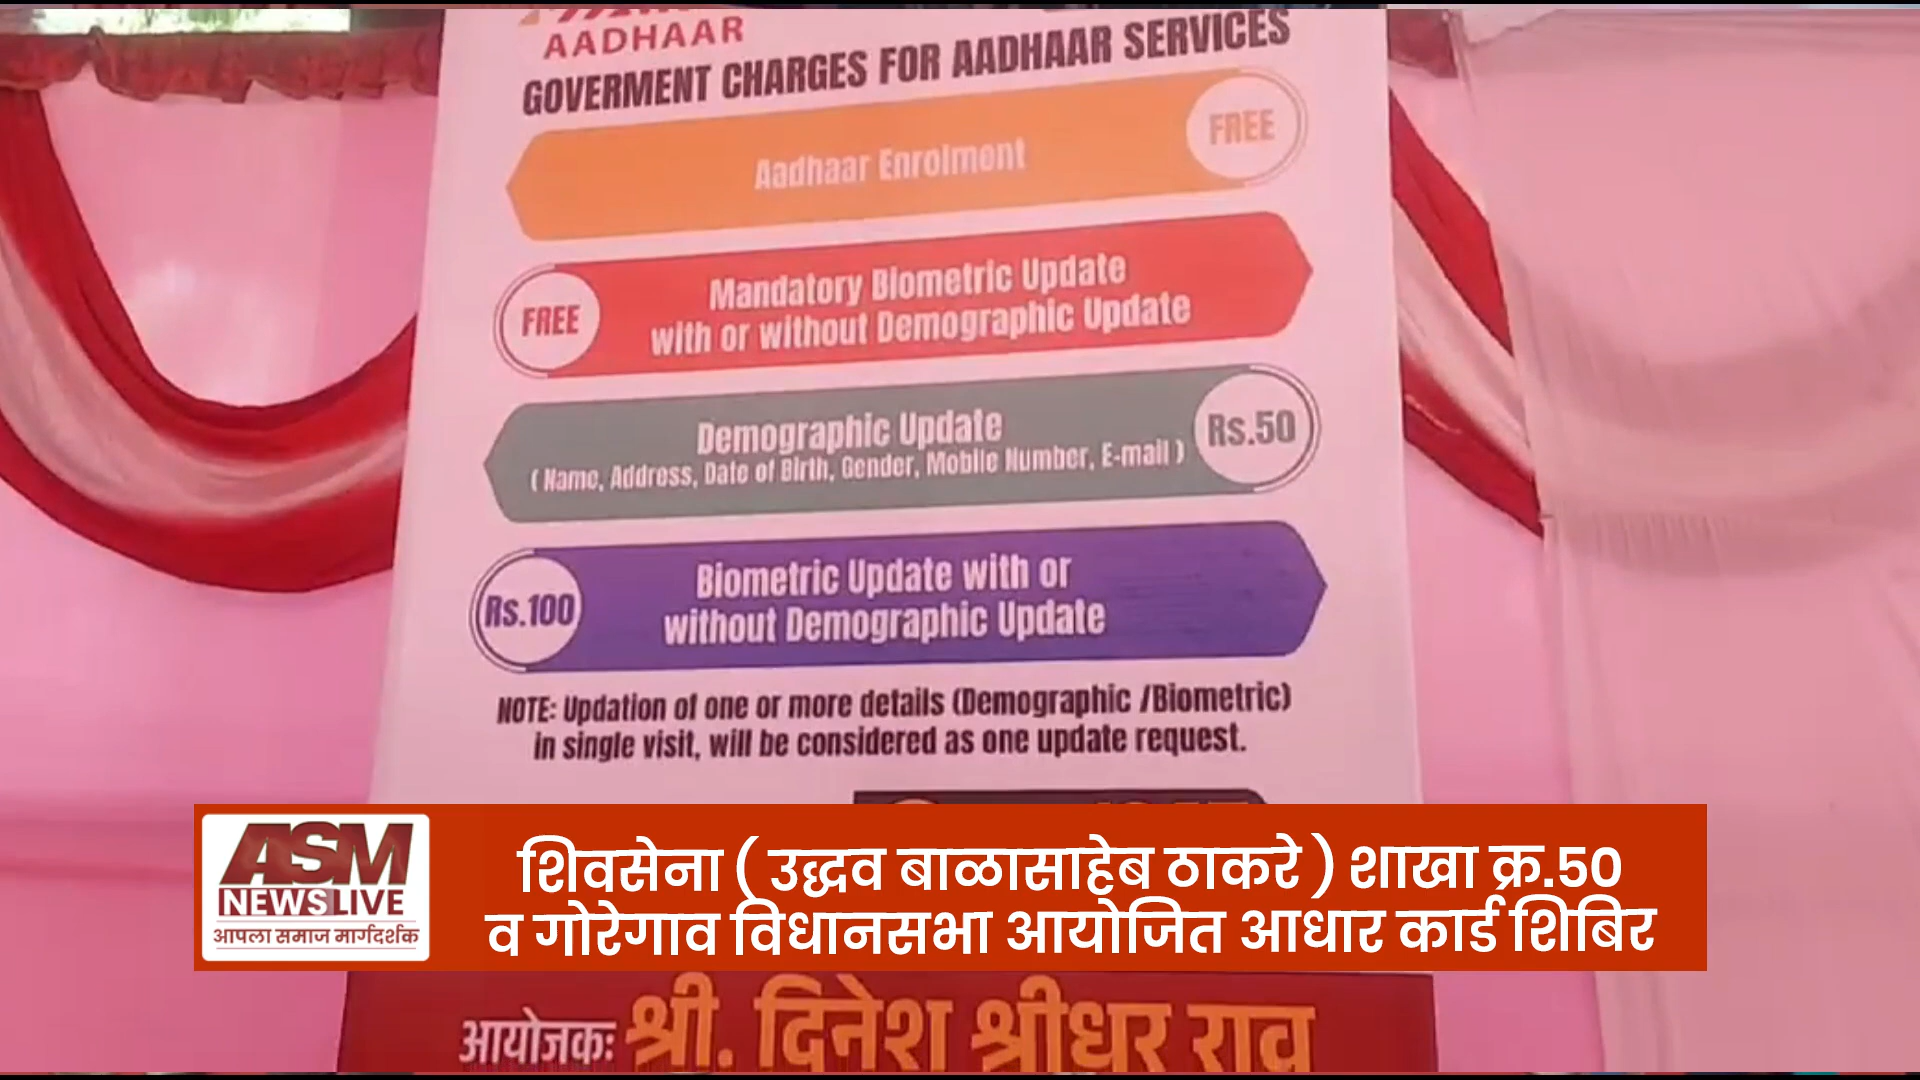 AADHAAR
GOVERMENT CHARGES FOR AADHAAR SERVICES
Aadhaar Enrolment
FREE
FREE
Mandatory Biometric Update
with or without Demographic Update
Demographic Update
( Name, Address, Date of Birth, Gender, Mobile Number, E-mail )
Rs.50
Rs.100
Biometric Update with or
without Demographic Update
NOTE: Updation of one or more details (Demographic /Biometric)
in single visit, will be considered as one update request.
ASM
NEWS LIVE
आपला समाज मार्गदर्शक
शिवसेना ( उद्धव बाळासाहेब ठाकरे ) शाखा क्र.50
व गोरेगाव विधानसभा आयोजित आधार कार्ड शिबिर
आयोजकः श्री. दिनेश श्रीधर राव